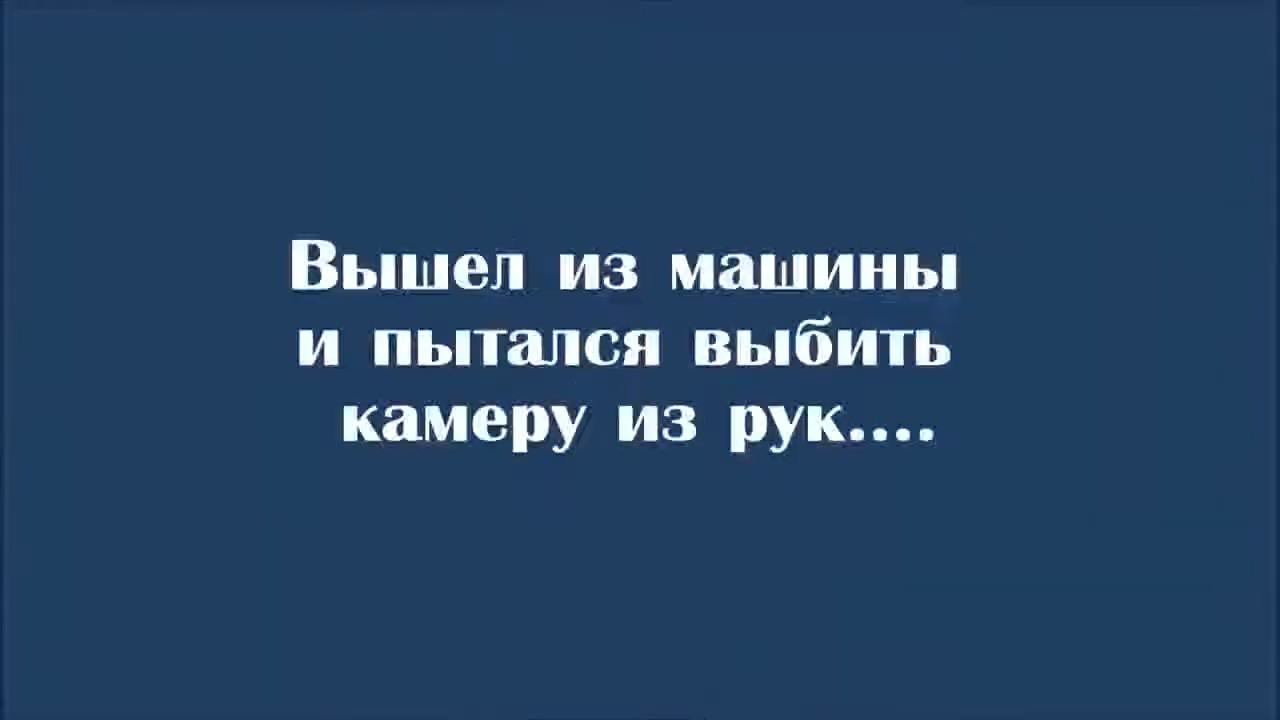 Вышел из машины
и пытался выбить
камеру из рук....